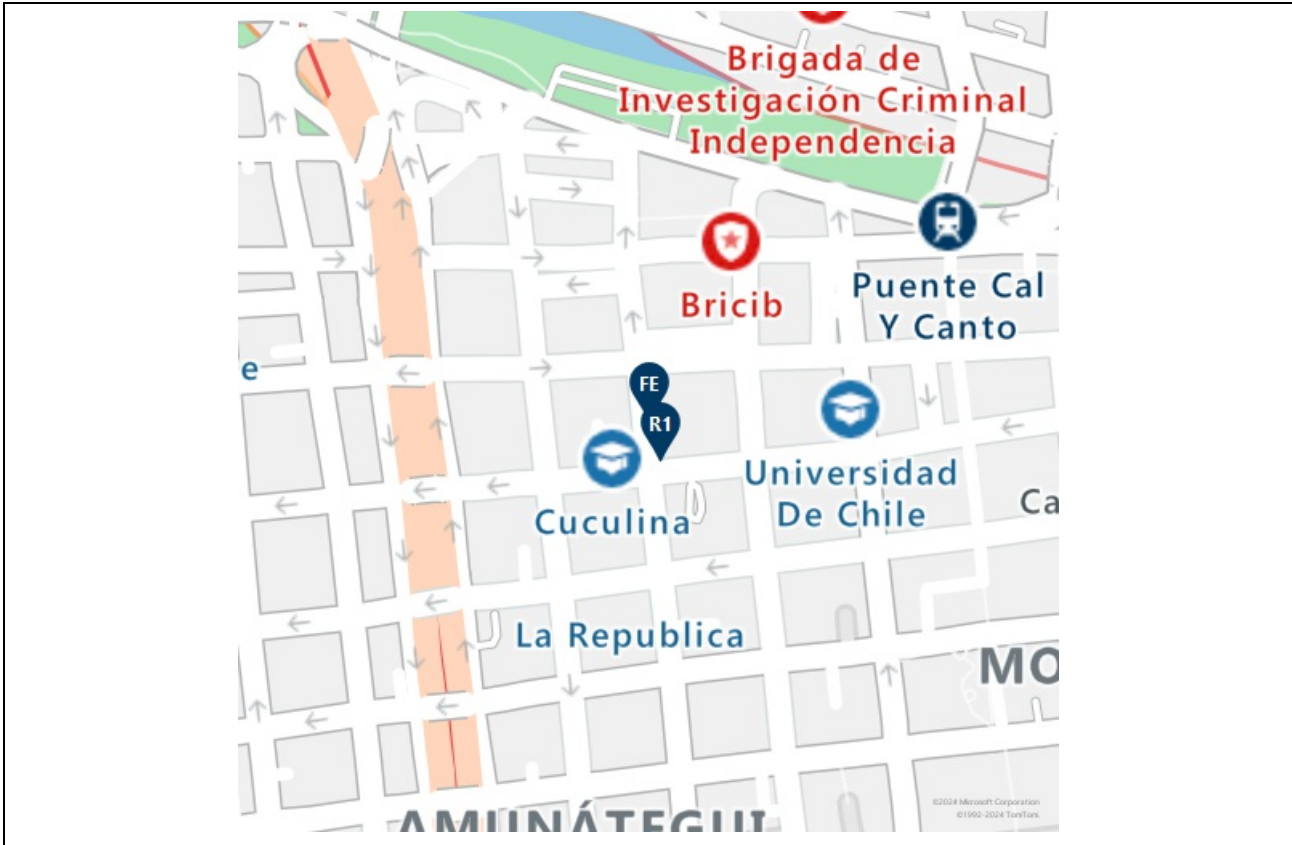 Brigada de
Investigación Criminal
Independencia
Bricib
Puente Cal
Y Canto
e
FE
R1
Universidad
De Chile
Ca
Cuculina
La Republica
MO
AMUNÁTEGUI
©2024 Microsoft Corporation
©1992-2024 TomTom